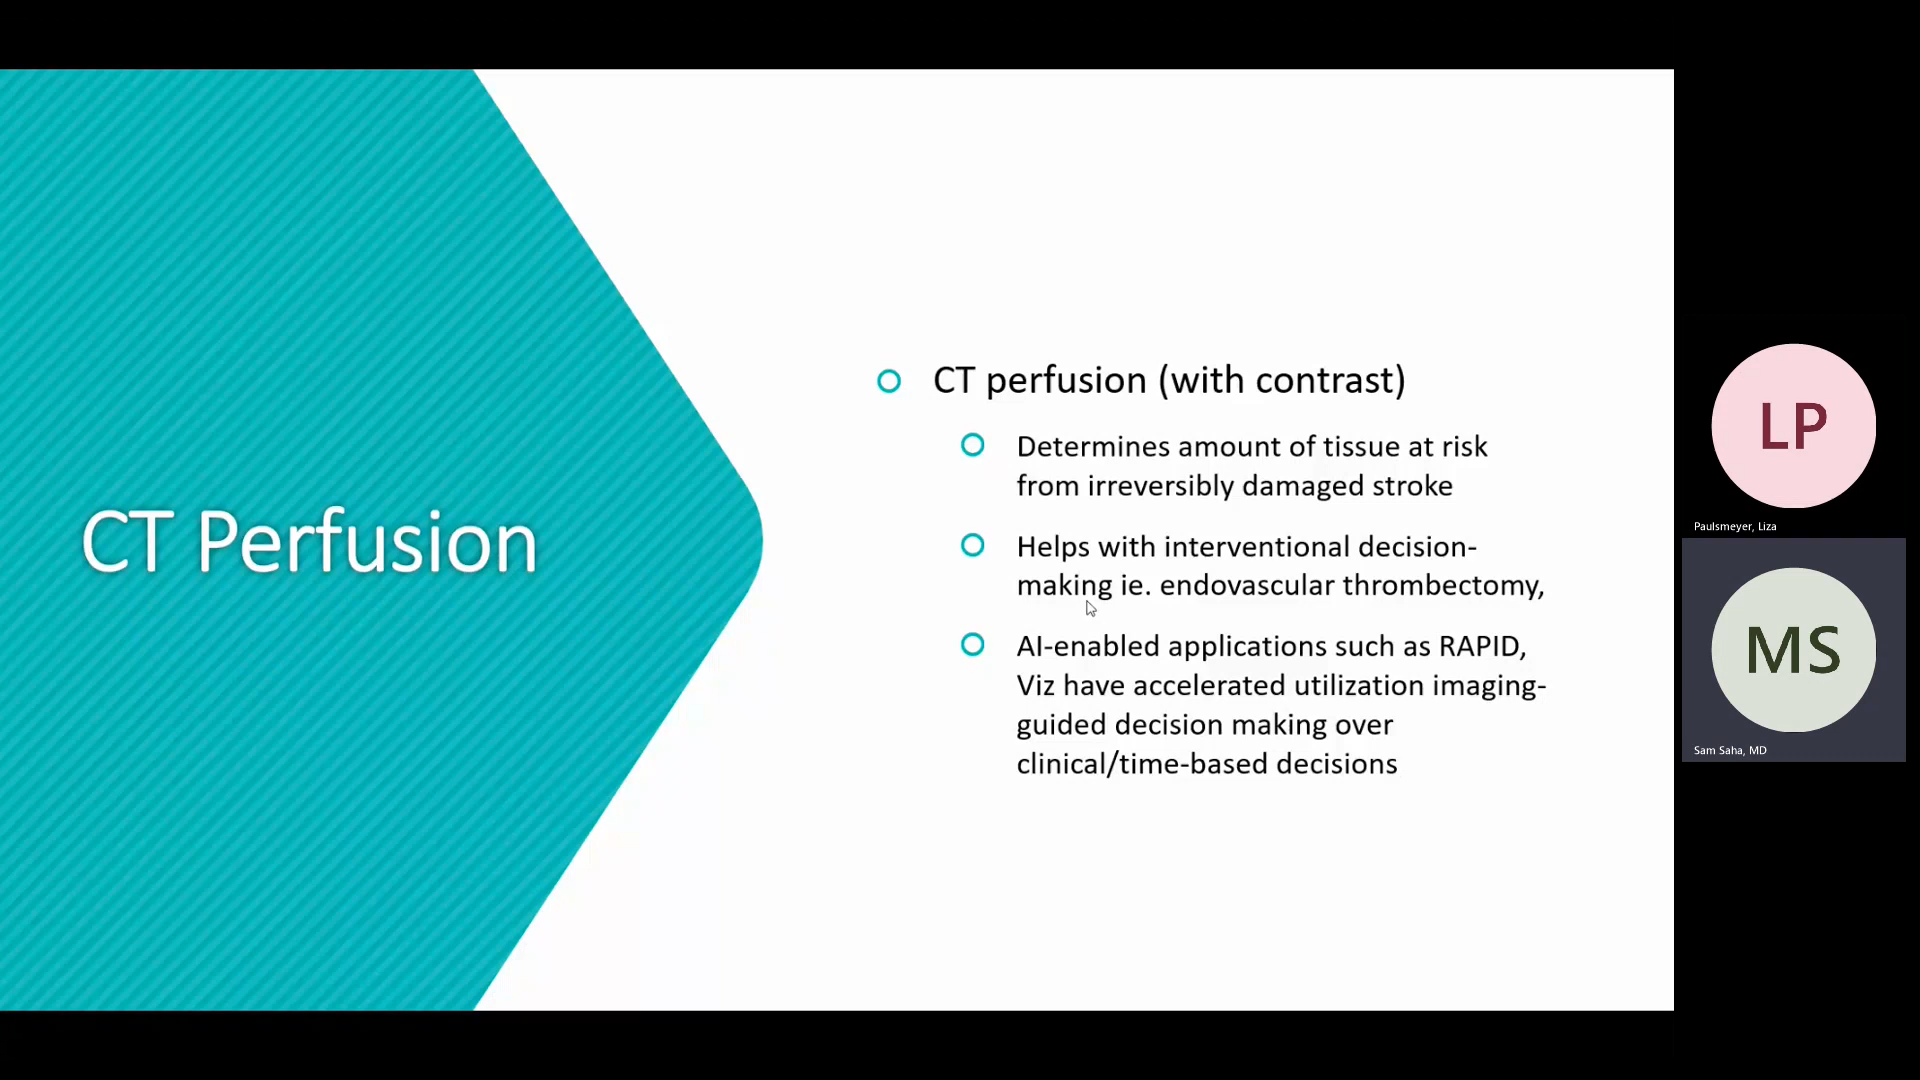 CT Perfusion
CT perfusion (with contrast)
Determines amount of tissue at risk
from irreversibly damaged stroke
Helps with interventional decision-
making ie. endovascular thrombectomy,
AI-enabled applications such as RAPID,
Viz have accelerated utilization imaging-
guided decision making over
clinical/time-based decisions
LP
Paulsmeyer, Liza
MS
Sam Saha, MD